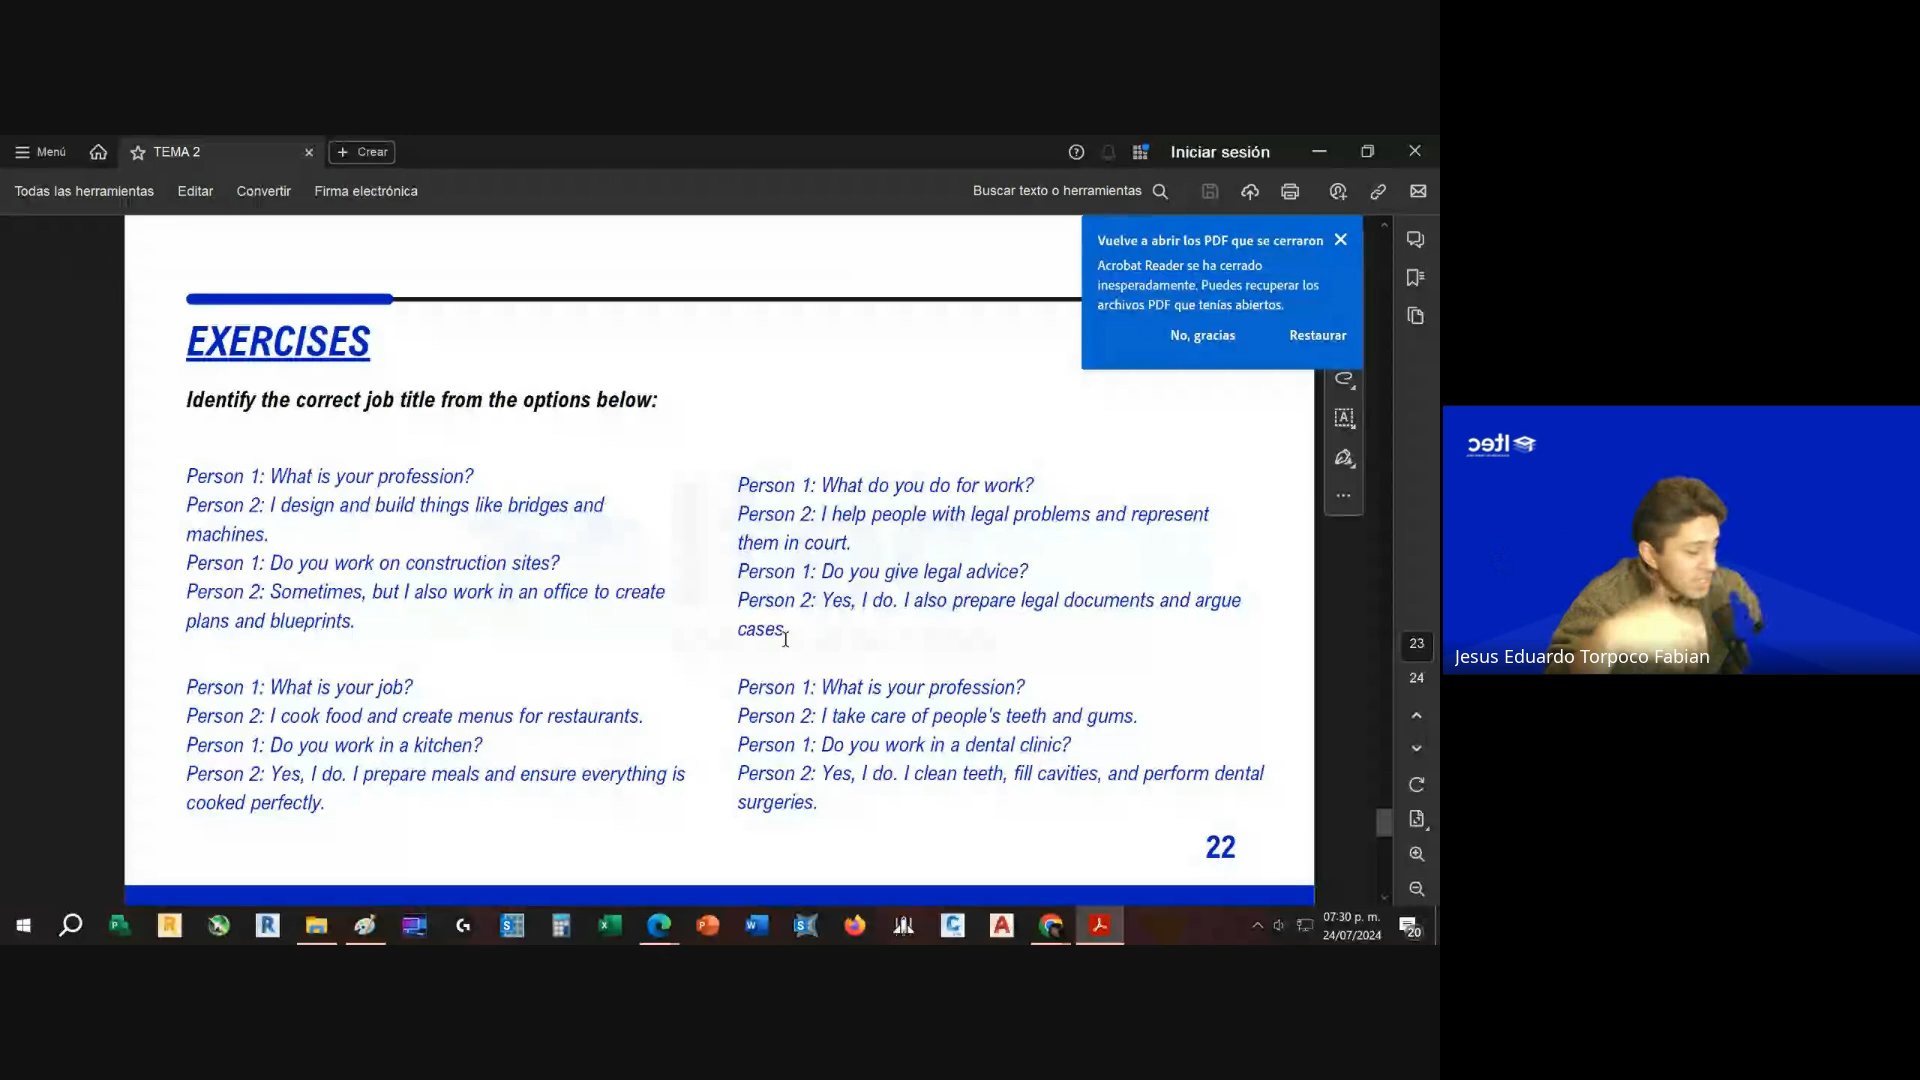 Menú
TEMA 2
Crear
Iniciar sesión
Todas las herramientas
Editar
Convertir
Firma electrónica
Buscar texto o herramientas
Vuelve a abrir los PDF que se cerraron
Acrobat Reader se ha cerrado
inesperadamente. Puedes recuperar los
archivos PDF que tenías abiertos.
No, gracias
Restaurar
EXERCISES
Identify the correct job title from the options below:
Person 1: What is your profession?
Person 2: I design and build things like bridges and
machines.
Person 1: Do you work on construction sites?
Person 2: Sometimes, but I also work in an office to create
plans and blueprints.
Person 1: What is your job?
Person 2: I cook food and create menus for restaurants.
Person 1: Do you work in a kitchen?
Person 2: Yes, I do. I prepare meals and ensure everything is
cooked perfectly.
Person 1: What do you do for work?
Person 2: I help people with legal problems and represent
them in court.
Person 1: Do you give legal advice?
Person 2: Yes, I do. I also prepare legal documents and argue
cases.
Person 1: What is your profession?
Person 2: I take care of people's teeth and gums.
Person 1: Do you work in a dental clinic?
Person 2: Yes, I do. I clean teeth, fill cavities, and perform dental
surgeries.
22
23
24
07:30 p. m.
24/07/2024
20
Iltec
Jesus Eduardo Torpoco Fabian